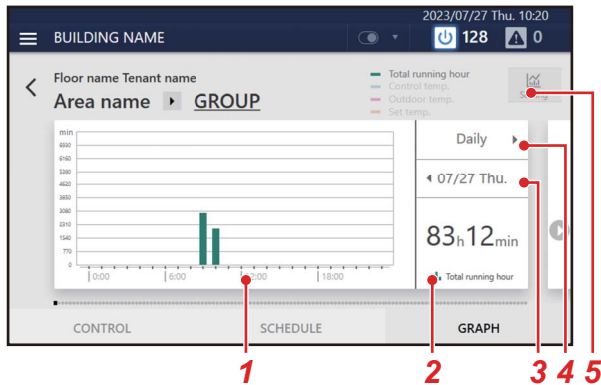 2023/07/27 Thu. 10:20
BUILDING NAME
128
0
Floor name Tenant name
Area name
GROUP
Total running hour
Control temp.
Outdoor temp.
Set temp.
min
6930
6160
5390
4620
3850
3080
2310
1540
770
0
0:00
6:00
12:00
18:00
Daily
07/27 Thu.
83h12min
Total running hour
CONTROL
SCHEDULE
GRAPH
1
2
3
4
5